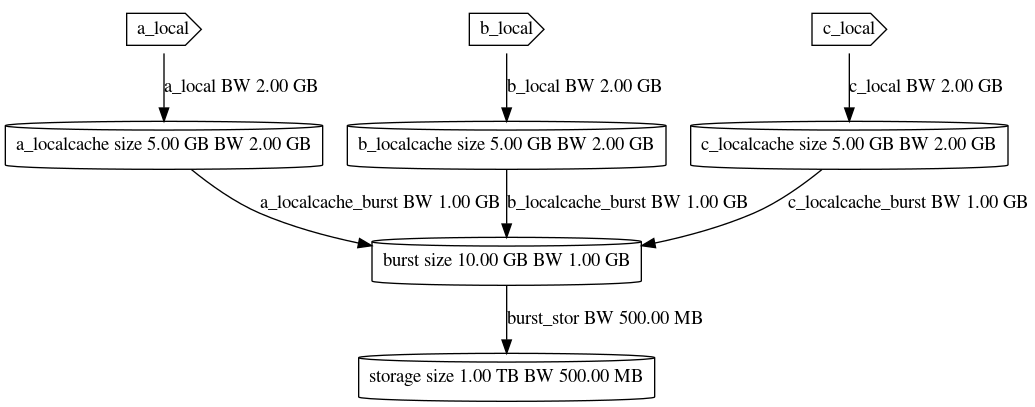 a_local
b_local
c_local
a_local BW 2.00 GB
b_local BW 2.00 GB
c_local BW 2.00 GB
a_localcache size 5.00 GB BW 2.00 GB
b_localcache size 5.00 GB BW 2.00 GB
c_localcache size 5.00 GB BW 2.00 GB
a_localcache_burst BW 1.00 GB
b_localcache_burst BW 1.00 GB
c_localcache_burst BW 1.00 GB
burst size 10.00 GB BW 1.00 GB
burst_stor BW 500.00 MB
storage size 1.00 TB BW 500.00 MB